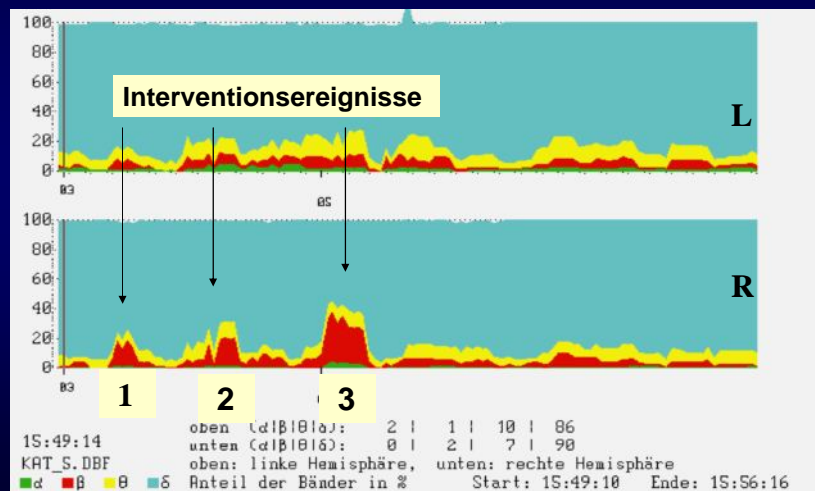 100
80
60
40
20
0
Interventionsereignisse
L
03
05
100
80
60
40
20
0
R
03
1 2 3
oben (α|β|θ|δ): 2 | 1 | 10 | 86
15:49:14 unten (α|β|θ|δ): 0 | 2 | 7 | 90
KAT_S.DBF oben: linke Hemisphäre, unten: rechte Hemisphäre
α β θ δ Anteil der Bänder in % Start: 15:49:10 Ende: 15:56:16